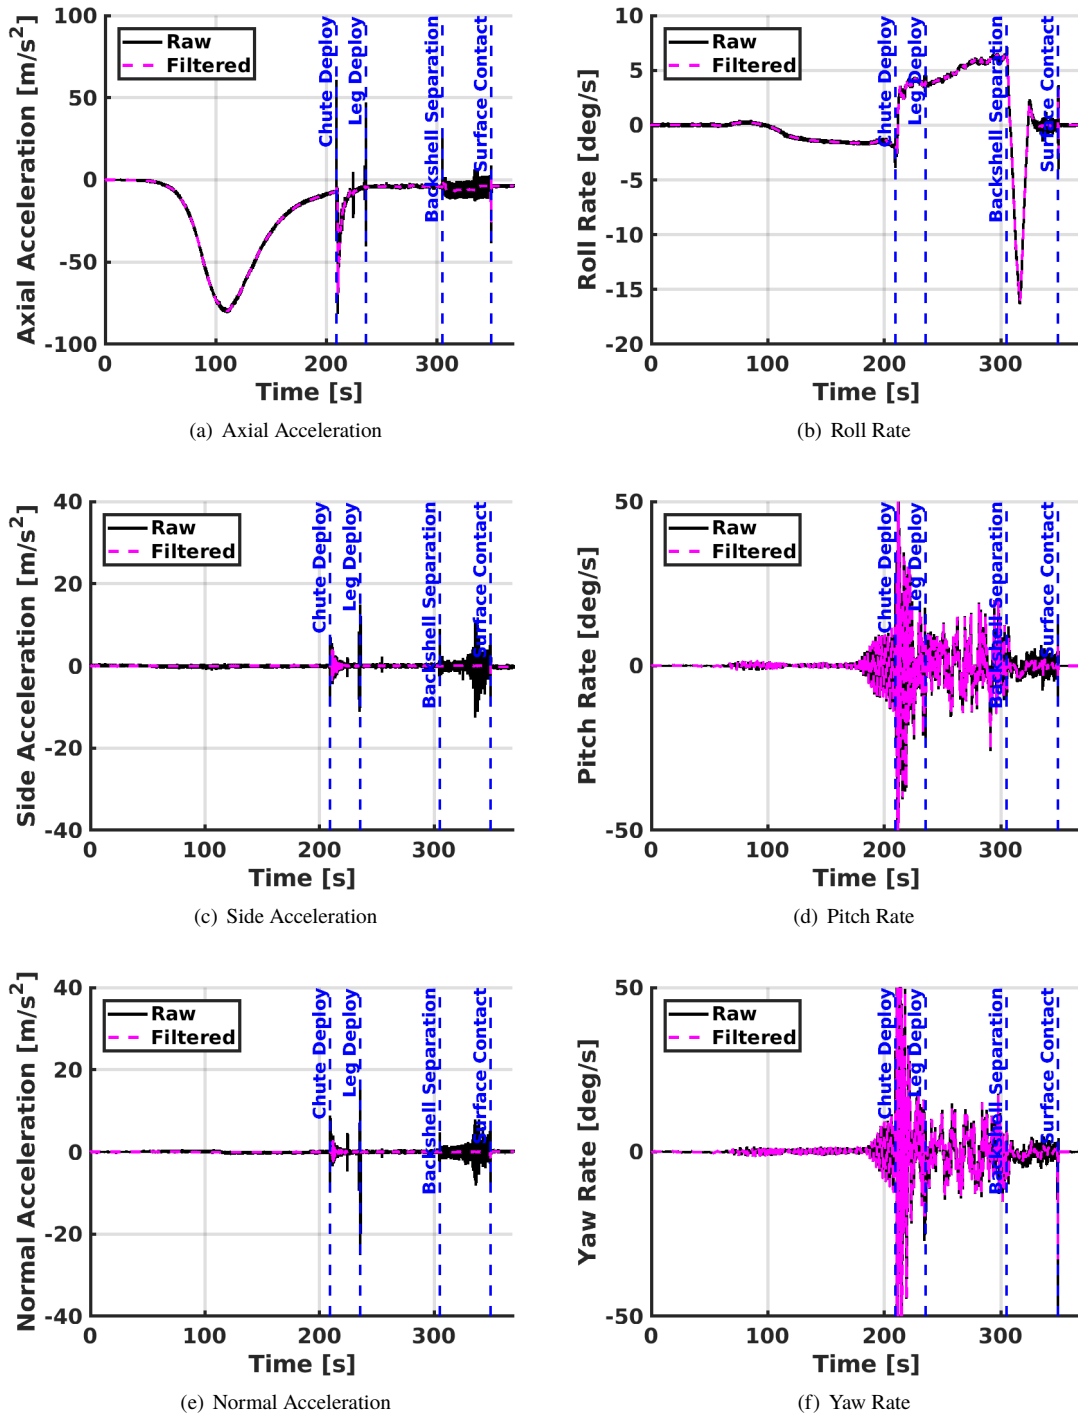 Axial Acceleration [m/s²]
100
50
0
-50
-100
Raw
Filtered
Chute Deploy
Leg Deploy
Backshell Separation
Surface Contact
0 100 200 300
Time [s]
(a) Axial Acceleration
Roll Rate [deg/s]
10
5
0
-5
-10
-15
-20
Raw
Filtered
Chute Deploy
Leg Deploy
Backshell Separation
Surface Contact
0 100 200 300
Time [s]
(b) Roll Rate
Side Acceleration [m/s²]
40
20
0
-20
-40
Raw
Filtered
Chute Deploy
Leg Deploy
Backshell Separation
Surface Contact
0 100 200 300
Time [s]
(c) Side Acceleration
Pitch Rate [deg/s]
50
0
-50
Raw
Filtered
Chute Deploy
Leg Deploy
Backshell Separation
Surface Contact
0 100 200 300
Time [s]
(d) Pitch Rate
Normal Acceleration [m/s²]
40
20
0
-20
-40
Raw
Filtered
Chute Deploy
Leg Deploy
Backshell Separation
Surface Contact
0 100 200 300
Time [s]
(e) Normal Acceleration
Yaw Rate [deg/s]
50
0
-50
Raw
Filtered
Chute Deploy
Leg Deploy
Backshell Separation
Surface Contact
0 100 200 300
Time [s]
(f) Yaw Rate